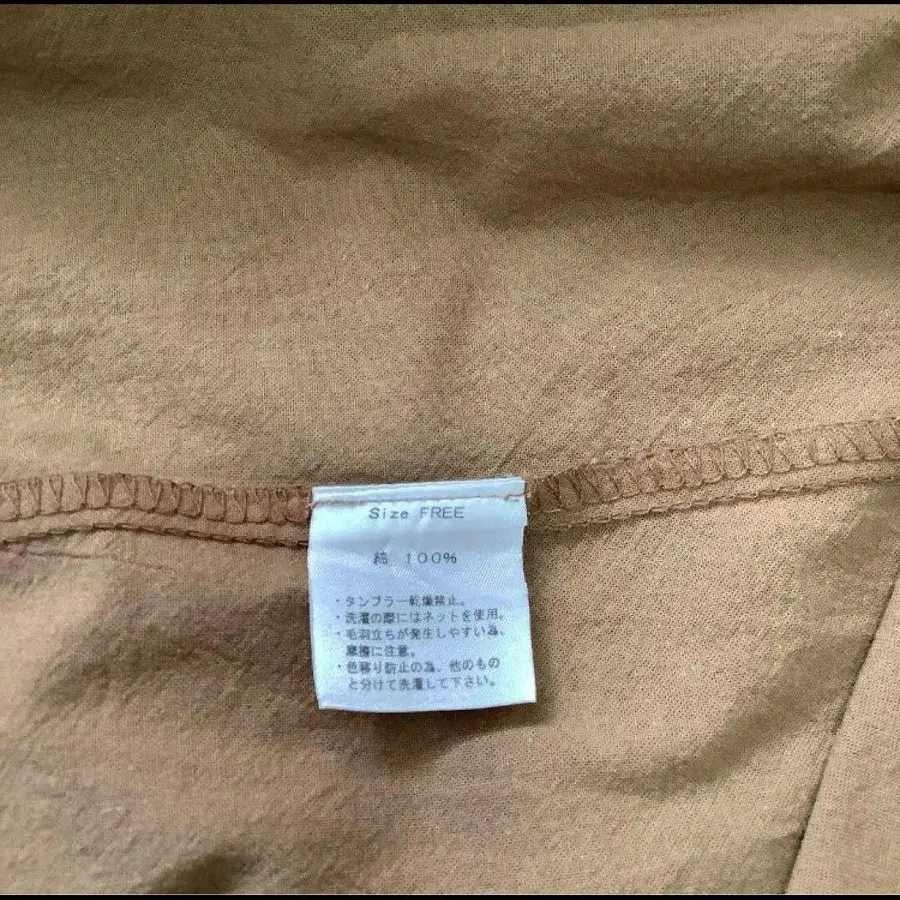 Size FREE
綿 100%
・タンブラー乾燥禁止。
・洗濯の際にはネットを使用。
・毛羽立ちが発生しやすい為、
摩擦に注意。
・色移り防止の為、他のもの
と分けて洗濯して下さい。